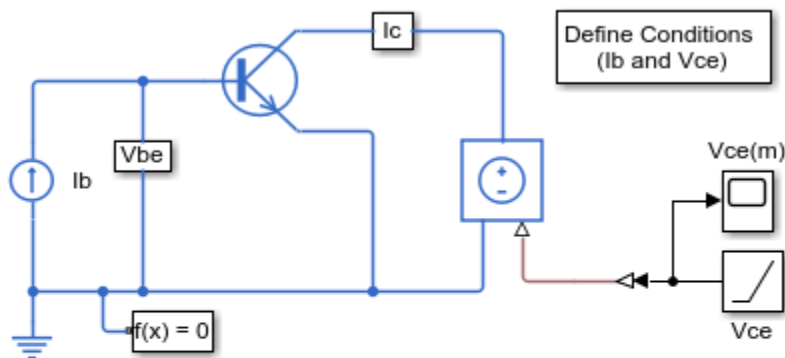 Ic
Define Conditions
(Ib and Vce)
Vbe
Ib
Vce(m)
f(x) = 0
Vce